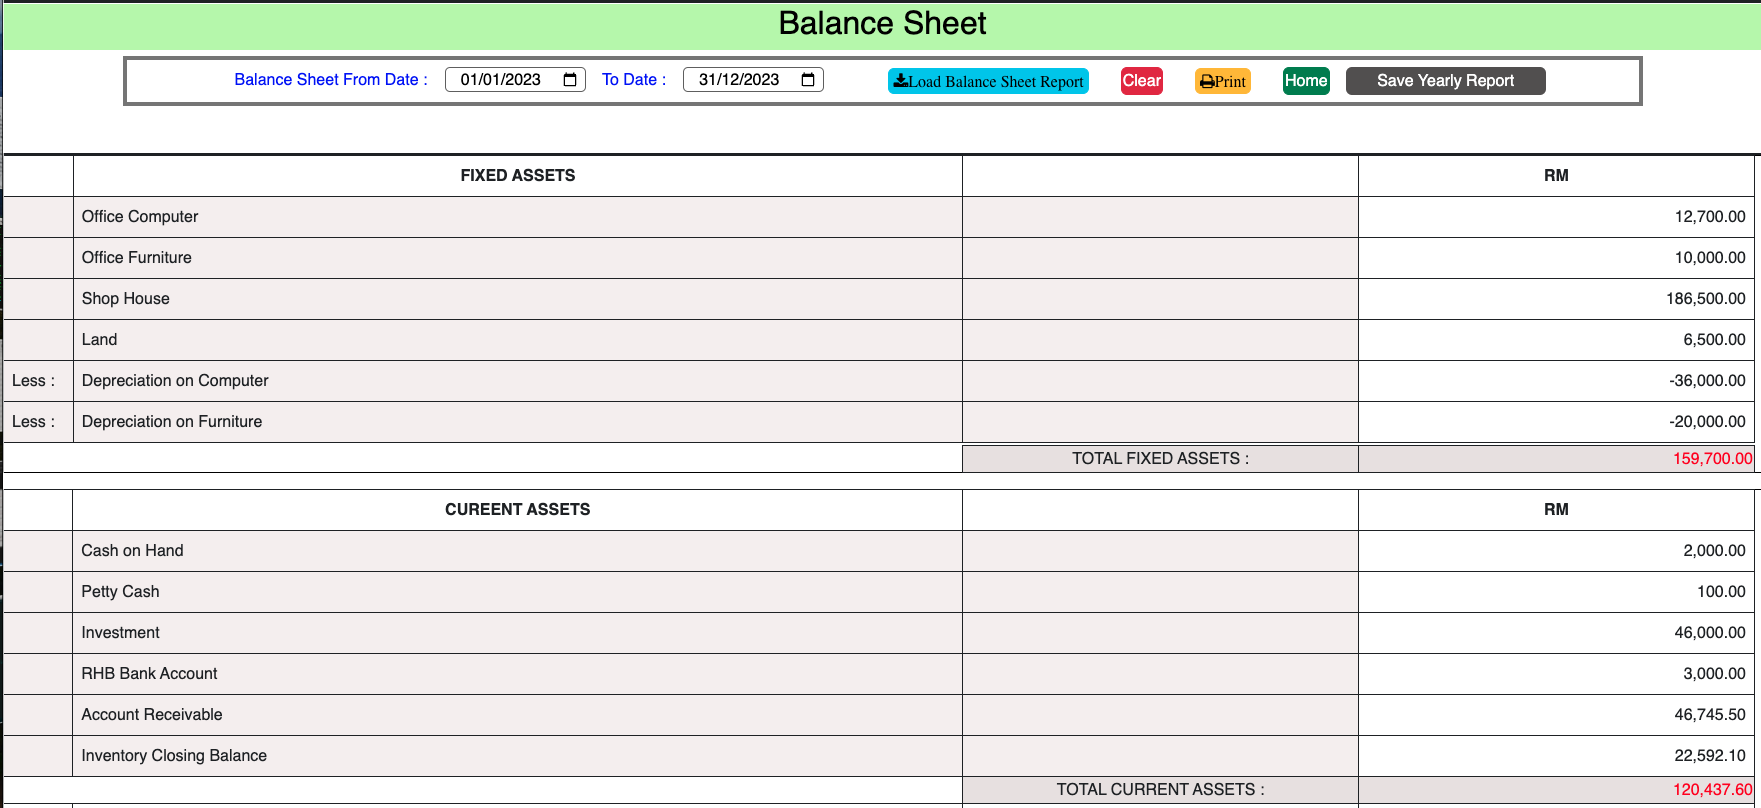 Balance Sheet
Balance Sheet From Date : 01/01/2023 To Date : 31/12/2023 Load Balance Sheet Report Clear Print Home Save Yearly Report
FIXED ASSETS RM
Office Computer 12,700.00
Office Furniture 10,000.00
Shop House 186,500.00
Land 6,500.00
Less : Depreciation on Computer -36,000.00
Less : Depreciation on Furniture -20,000.00
TOTAL FIXED ASSETS : 159,700.00
CUREENT ASSETS RM
Cash on Hand 2,000.00
Petty Cash 100.00
Investment 46,000.00
RHB Bank Account 3,000.00
Account Receivable 46,745.50
Inventory Closing Balance 22,592.10
TOTAL CURRENT ASSETS : 120,437.60